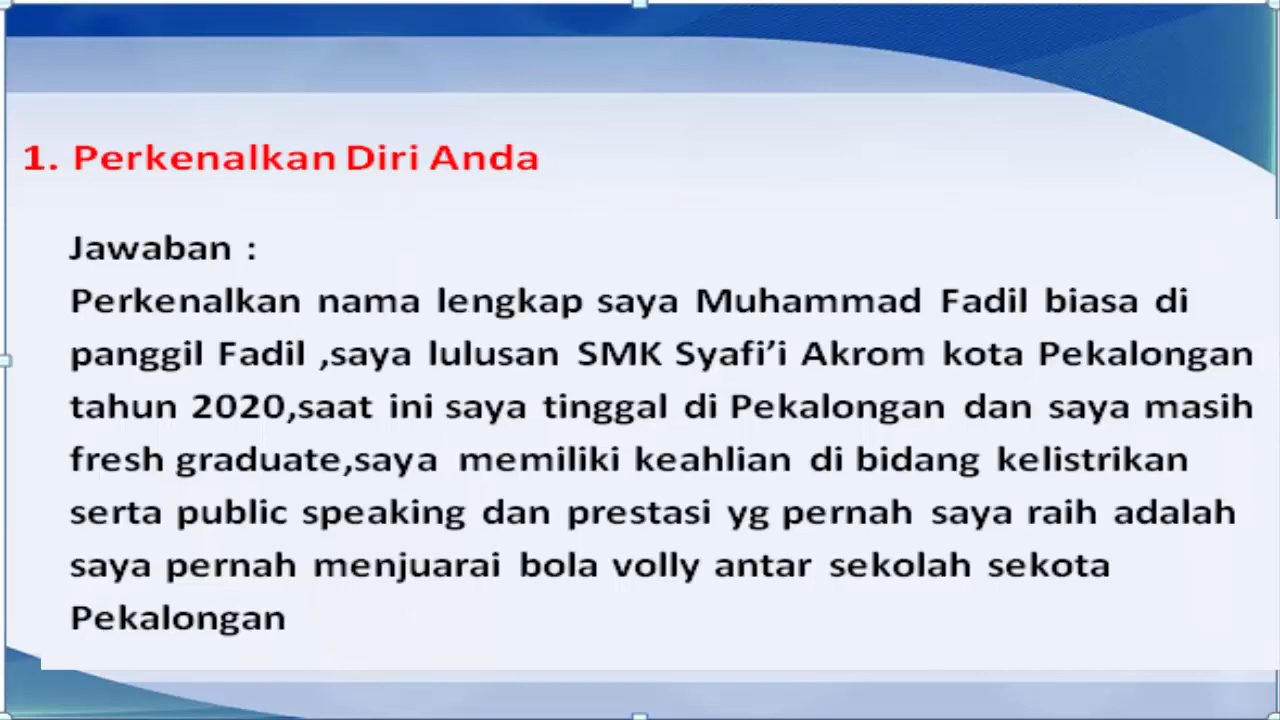 1. Perkenalkan Diri Anda
Jawaban :
Perkenalkan nama lengkap saya Muhammad Fadil biasa di
panggil Fadil ,saya lulusan SMK Syafi’i Akrom kota Pekalongan
tahun 2020,saat ini saya tinggal di Pekalongan dan saya masih
fresh graduate,saya memiliki keahlian di bidang kelistrikan
serta public speaking dan prestasi yg pernah saya raih adalah
saya pernah menjuarai bola volly antar sekolah sekota
Pekalongan